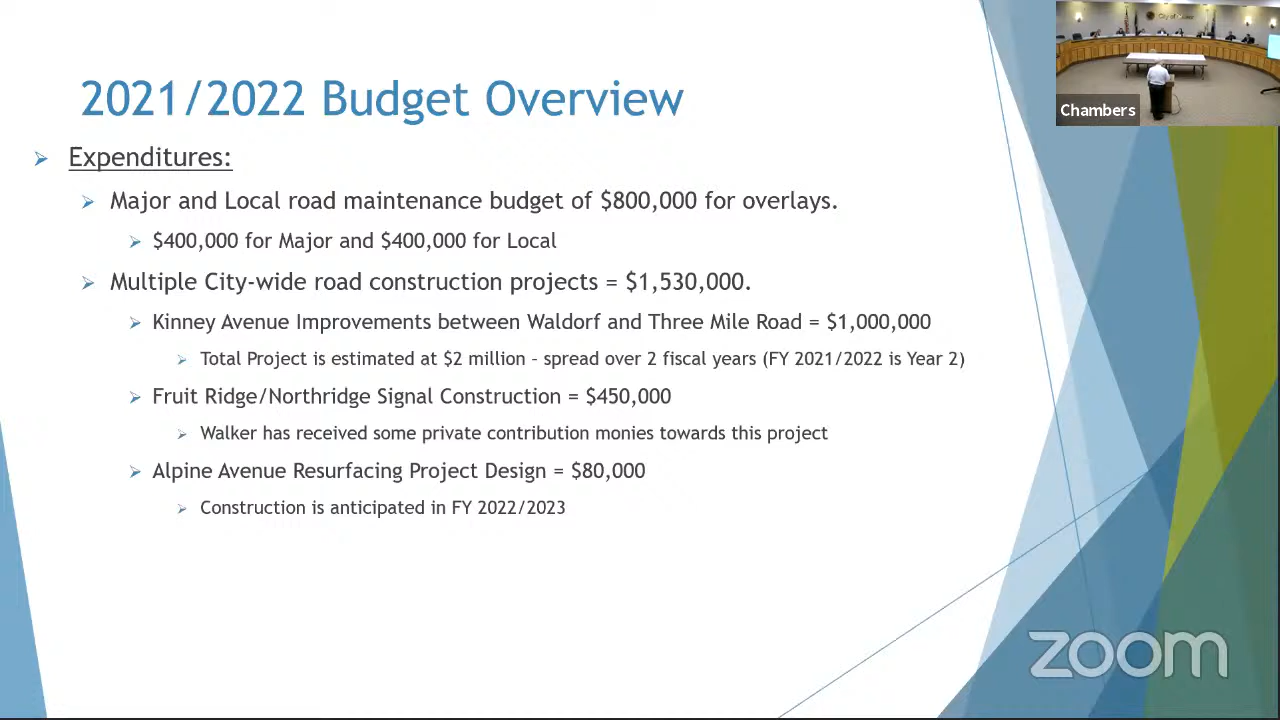 2021/2022 Budget Overview
Expenditures:
Major and Local road maintenance budget of $800,000 for overlays.
$400,000 for Major and $400,000 for Local
Multiple City-wide road construction projects = $1,530,000.
Kinney Avenue Improvements between Waldorf and Three Mile Road = $1,000,000
Total Project is estimated at $2 million – spread over 2 fiscal years (FY 2021/2022 is Year 2)
Fruit Ridge/Northridge Signal Construction = $450,000
Walker has received some private contribution monies towards this project
Alpine Avenue Resurfacing Project Design = $80,000
Construction is anticipated in FY 2022/2023
Chambers
zoom